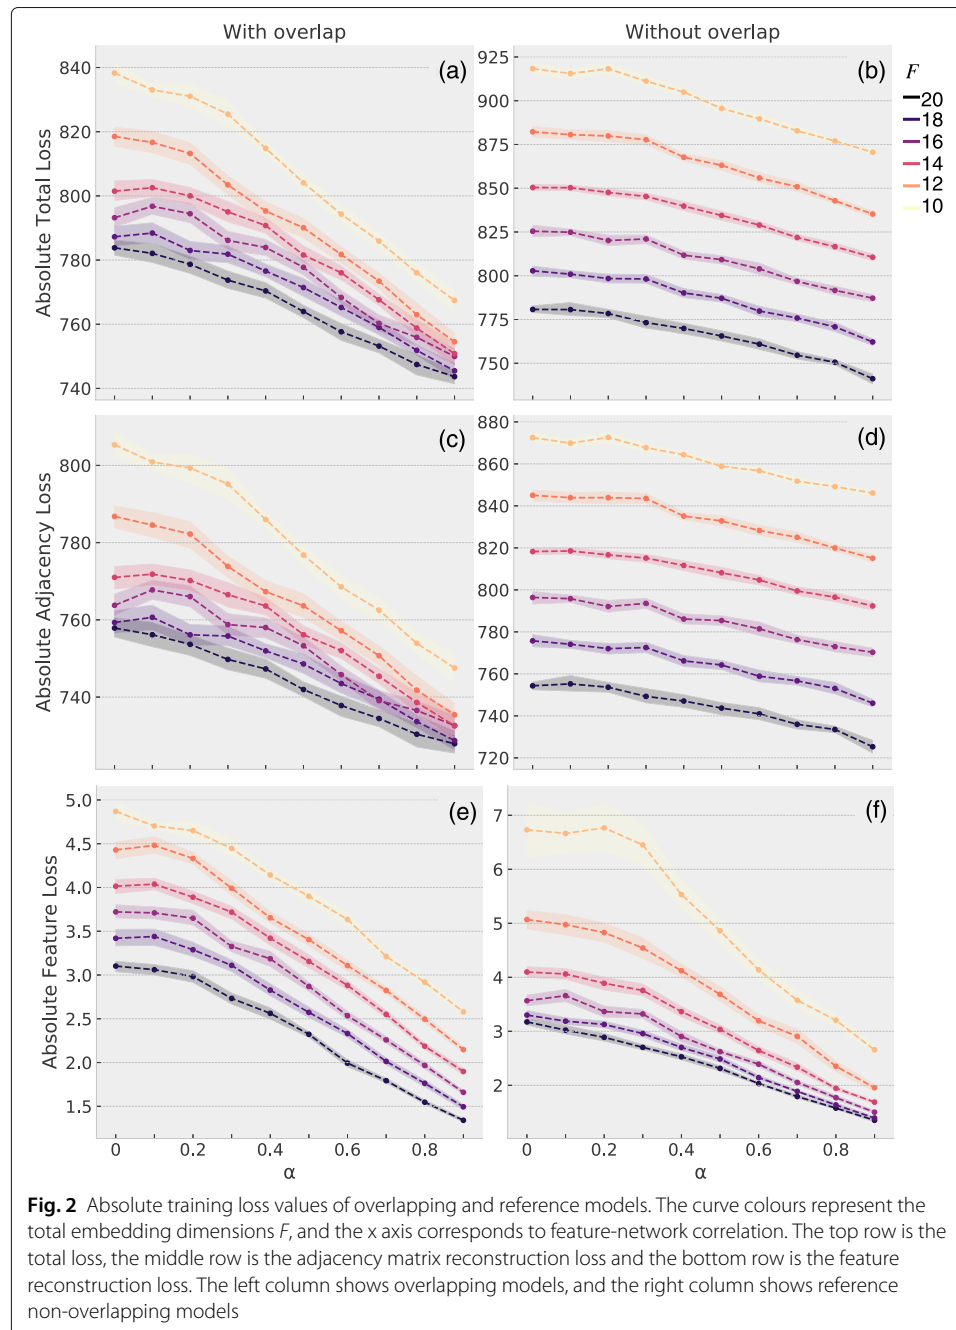 With overlap
Without overlap
Absolute Total Loss
840
820
800
780
760
740
(a)
925
900
875
850
825
800
775
750
(b)
F
20
18
16
14
12
10
Absolute Adjacency Loss
800
780
760
740
(c)
880
860
840
820
800
780
760
740
720
(d)
Absolute Feature Loss
5.0
4.5
4.0
3.5
3.0
2.5
2.0
1.5
(e)
0 0.2 0.4 0.6 0.8
α
7
6
5
4
3
2
(f)
0 0.2 0.4 0.6 0.8
α
Fig. 2 Absolute training loss values of overlapping and reference models. The curve colours represent the
total embedding dimensions F, and the x axis corresponds to feature-network correlation. The top row is the
total loss, the middle row is the adjacency matrix reconstruction loss and the bottom row is the feature
reconstruction loss. The left column shows overlapping models, and the right column shows reference
non-overlapping models